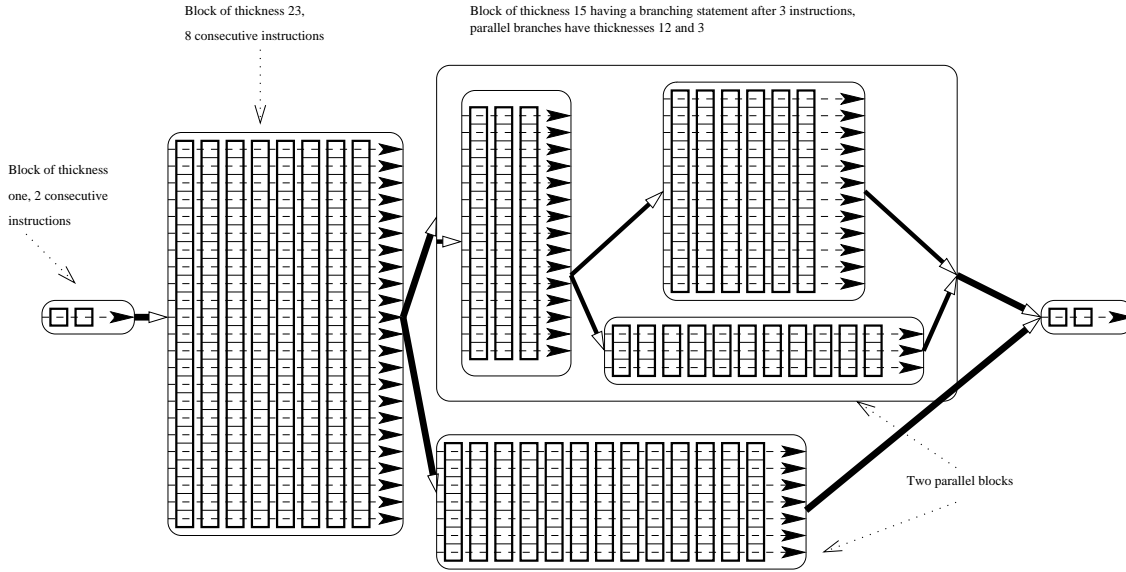 Block of thickness 23,
8 consecutive instructions
Block of thickness 15 having a branching statement after 3 instructions,
parallel branches have thicknesses 12 and 3
Block of thickness
one, 2 consecutive
instructions
Two parallel blocks